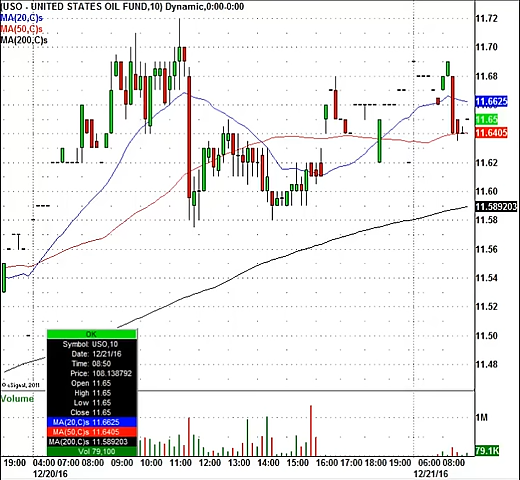 (USO - UNITED STATES OIL FUND,10) Dynamic,0:00-0:00
MA(20,C)s
MA(50,C)s
MA(200,C)s
11.72
11.70
11.68
11.6625
11.65
11.6405
11.62
11.60
11.589203
11.58
11.56
11.54
11.52
11.50
11.48
OK
Symbol: USO,10
Date: 12/21/16
Time: 08:50
Price: 108.138792
Open 11.65
High 11.65
Low 11.65
Close 11.65
MA(20,C)s 11.6625
MA(50,C)s 11.6405
MA(200,C)s 11.589203
Vol 79,100
© eSignal, 2011
Volume
1M
79.1K
19:00 04:00 07:00 08:00 09:00 10:00 11:00 12:00 13:00 14:00 15:00 16:00 17:00 18:00 19:00 06:00 08:00
12/20/16 12/21/16